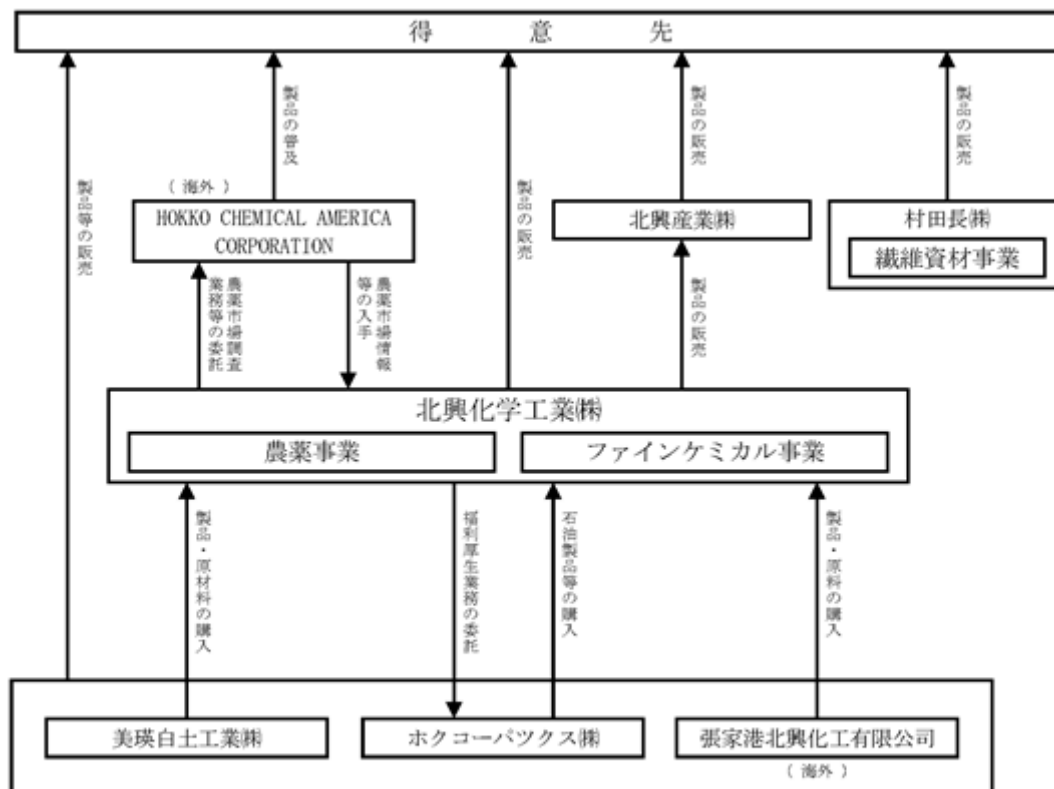 得意先
製品の普及
製品の販売
製品の販売
製品の販売
製品等の販売
(海外)
HOKKO CHEMICAL AMERICA
CORPORATION
北興産業㈱
村田長㈱
繊維資材事業
農薬市場調査
業務等の委託
農薬市場情報
等の入手
製品の販売
北興化学工業㈱
農薬事業
ファインケミカル事業
製品・原材料の購入
福利厚生業務の委託
石油製品等の購入
製品・原料の購入
美瑛白土工業㈱
ホクコーパツクス㈱
張家港北興化工有限公司
(海外)